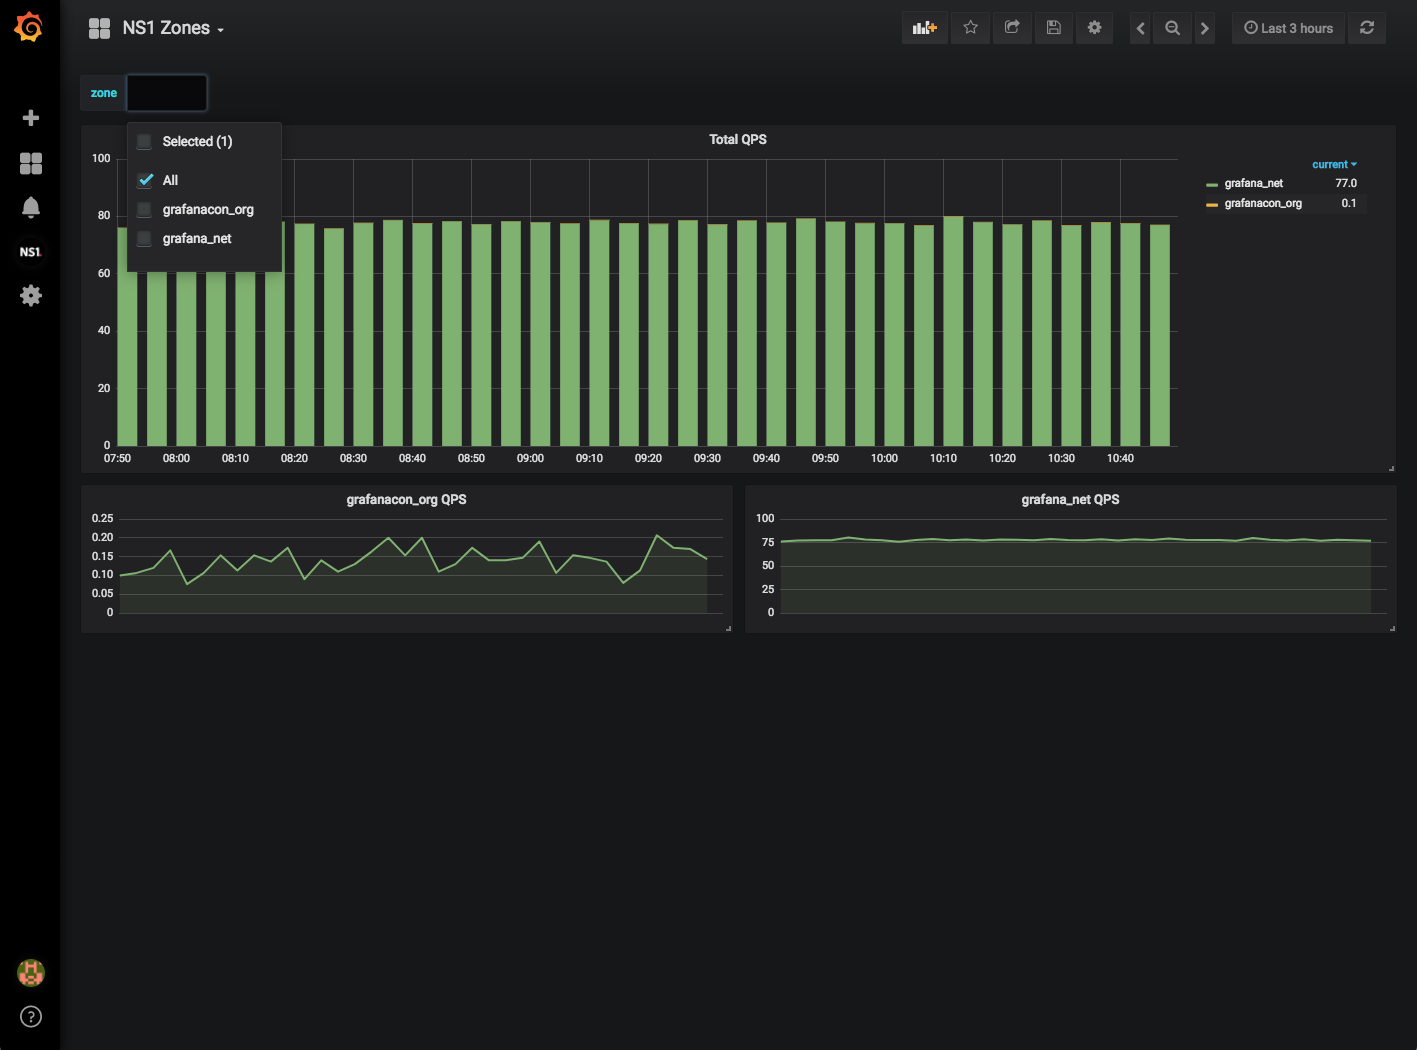 NS1 Zones
Last 3 hours
zone
Selected (1)
All
grafanacon_org
grafana_net
NS1.
Total QPS
100
80
60
40
20
0
07:50 08:00 08:10 08:20 08:30 08:40 08:50 09:00 09:10 09:20 09:30 09:40 09:50 10:00 10:10 10:20 10:30 10:40
current
grafana_net 77.0
grafanacon_org 0.1
grafanacon_org QPS
0.25
0.20
0.15
0.10
0.05
0
grafana_net QPS
100
75
50
25
0
?